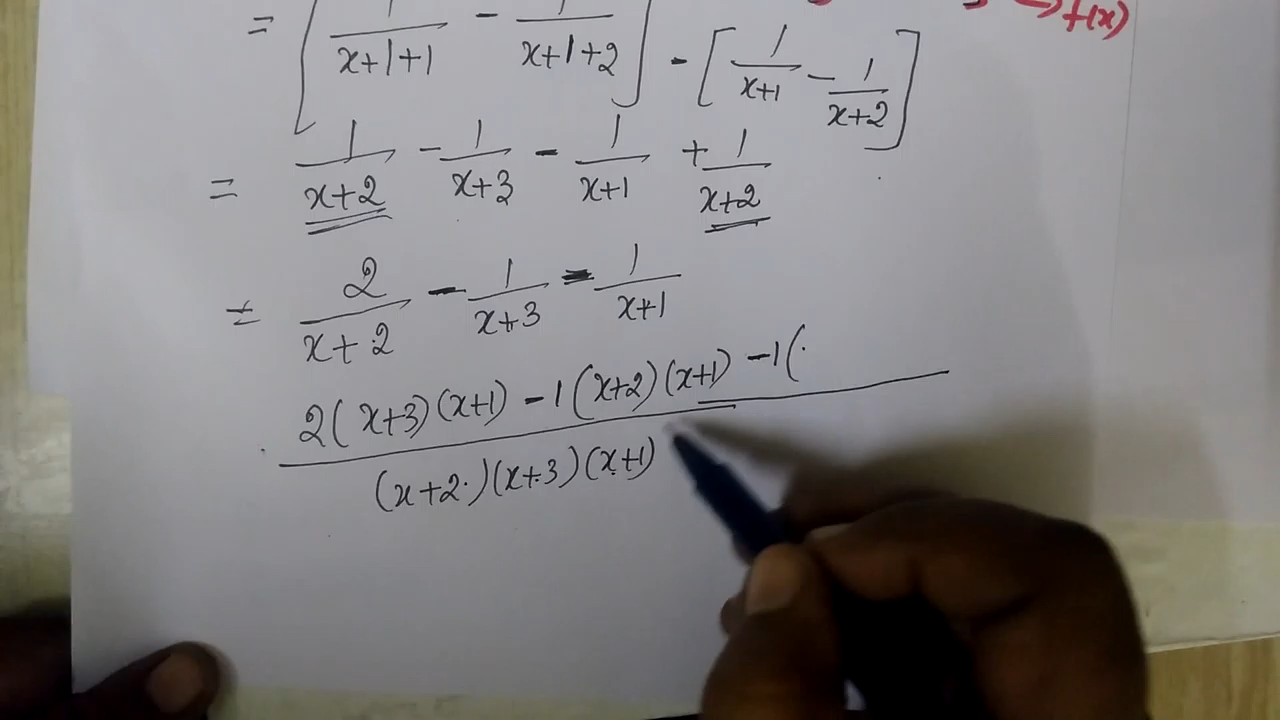 →f(x)
= [1/(x+1+1) - 1/(x+1+2)] - [1/(x+1) - 1/(x+2)]
= 1/(x+2) - 1/(x+3) - 1/(x+1) + 1/(x+2)
= 2/(x+2) - 1/(x+3) - 1/(x+1)
2(x+3)(x+1) -1(x+2)(x+1) -1(
(x+2)(x+3)(x+1)